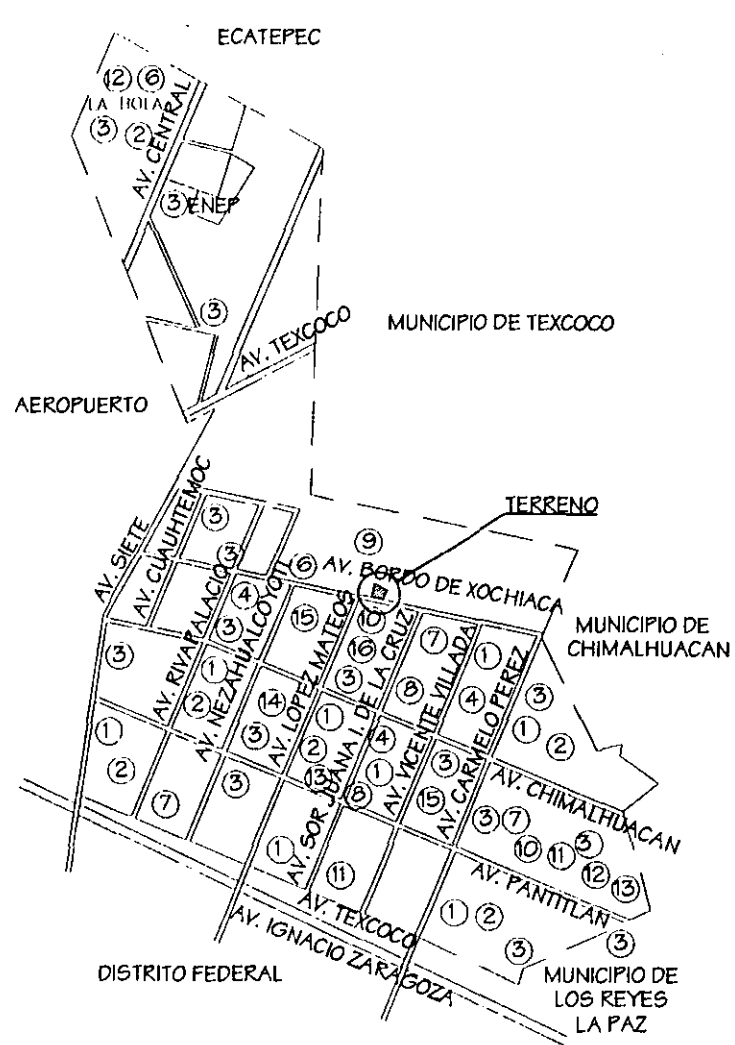 ECATEPEC
12 6
LA BOLA
3 2
AV. CENTRAL
3 ENEP
3
AV. TEXCOCO
MUNICIPIO DE TEXCOCO
AEROPUERTO
TERRENO
AV. SIETE
AV. CUAUHTEMOC
3
3
9
6
AV. BORDO DE XOCHIACA
MUNICIPIO DE
CHIMALHUACAN
AV. RIVAPALACIO
4
3
AV. NEZAHUALCOYOTL
15
AV. LOPEZ MATEOS
10
16
3
AV. SOR JUANA I. DE LA CRUZ
7
8
AV. VICENTE VILLADA
1
4
AV. CARMELO PEREZ
3
1 2
3
1
2
14
3
1
2
13
4
1
8
3
15
AV. CHIMALHUACAN
1
2
7
3
1
11
3 7
10 11 3
12 13
AV. PANTITLAN
1 2
3
3
AV. TEXCOCO
AV. IGNACIO ZARAGOZA
DISTRITO FEDERAL
MUNICIPIO DE
LOS REYES
LA PAZ